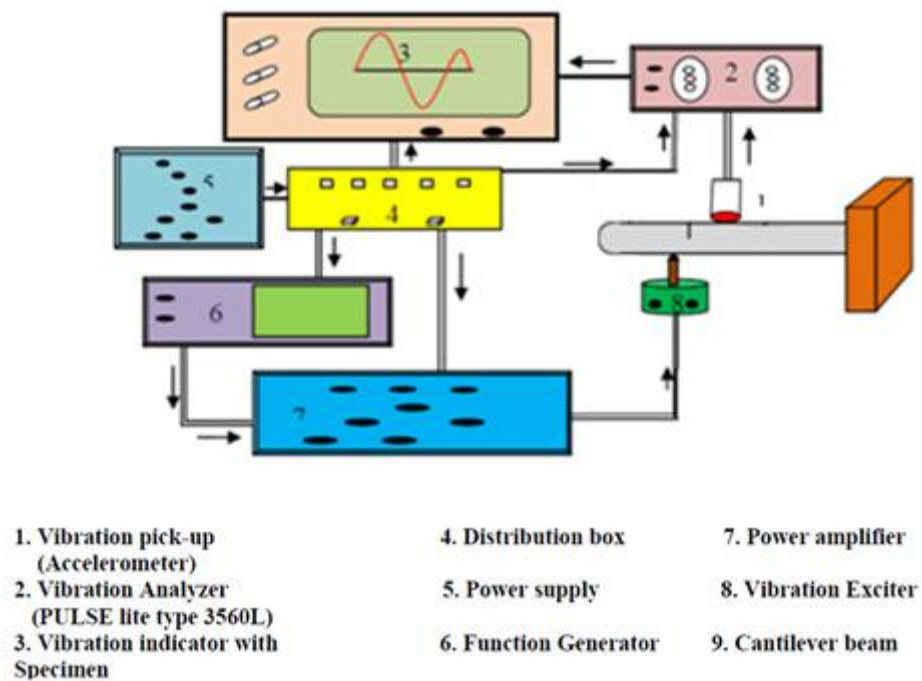 3
2
5
1
4
6
8
7
1. Vibration pick-up
(Accelerometer)
2. Vibration Analyzer
(PULSE lite type 3560L)
3. Vibration indicator with
Specimen
4. Distribution box
5. Power supply
6. Function Generator
7. Power amplifier
8. Vibration Exciter
9. Cantilever beam